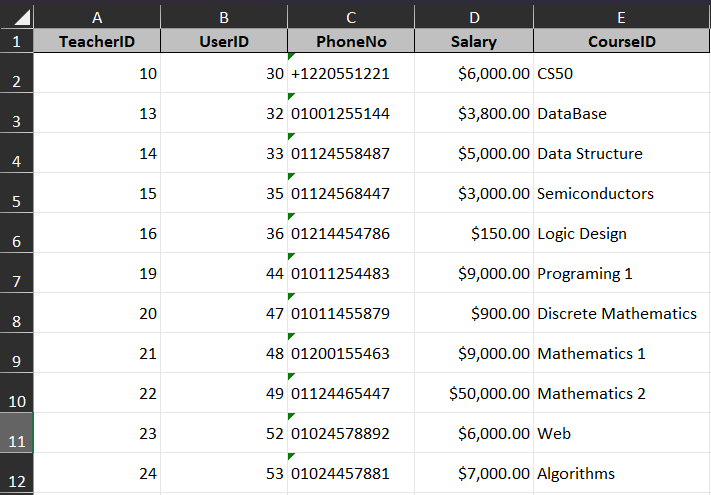 A B C D E
1 TeacherID UserID PhoneNo Salary CourseID
2 10 30 +1220551221 $6,000.00 CS50
3 13 32 01001255144 $3,800.00 DataBase
4 14 33 01124558487 $5,000.00 Data Structure
5 15 35 01124568447 $3,000.00 Semiconductors
6 16 36 01214454786 $150.00 Logic Design
7 19 44 01011254483 $9,000.00 Programing 1
8 20 47 01011455879 $900.00 Discrete Mathematics
9 21 48 01200155463 $9,000.00 Mathematics 1
10 22 49 01124465447 $50,000.00 Mathematics 2
11 23 52 01024578892 $6,000.00 Web
12 24 53 01024457881 $7,000.00 Algorithms